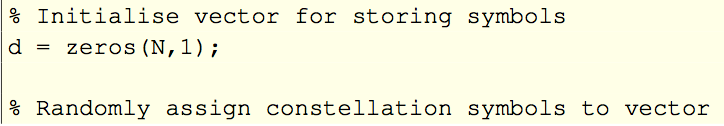 % Initialise vector for storing symbols
d = zeros(N,1);
% Randomly assign constellation symbols to vector